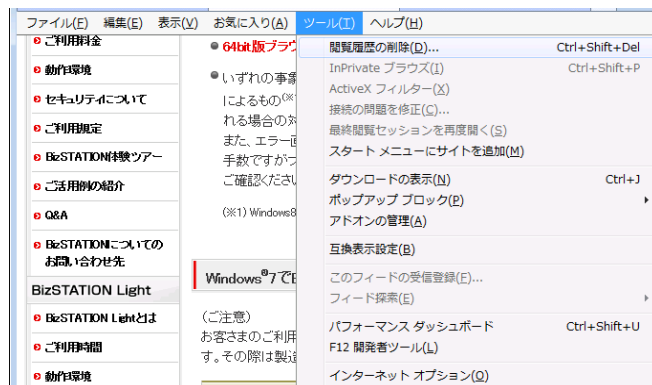 ファイル(F) 編集(E) 表示(V) お気に入り(A) ツール(T) ヘルプ(H)
ご利用料金
動作環境
セキュリティについて
ご利用規定
BizSTATION体験ツアー
ご活用例の紹介
Q&A
BizSTATIONについての
お問い合わせ先
BizSTATION Light
BizSTATION Lightとは
ご利用時間
動作環境
64bit版ブラウ
いずれの事象
によるもの(※
れる場合の対
また、エラー画
手数ですがつ
ご確認ください
(※1) Windows8
Windows®7でB
(ご注意)
お客さまのご利用
す。その際は製造
閲覧履歴の削除(D)... Ctrl+Shift+Del
InPrivate ブラウズ(I) Ctrl+Shift+P
ActiveX フィルター(X)
接続の問題を修正(C)...
最終閲覧セッションを再度開く(S)
スタート メニューにサイトを追加(M)
ダウンロードの表示(N) Ctrl+J
ポップアップ ブロック(P)
アドオンの管理(A)
互換表示設定(B)
このフィードの受信登録(F)...
フィード探索(E)
パフォーマンス ダッシュボード Ctrl+Shift+U
F12 開発者ツール(L)
インターネット オプション(O)